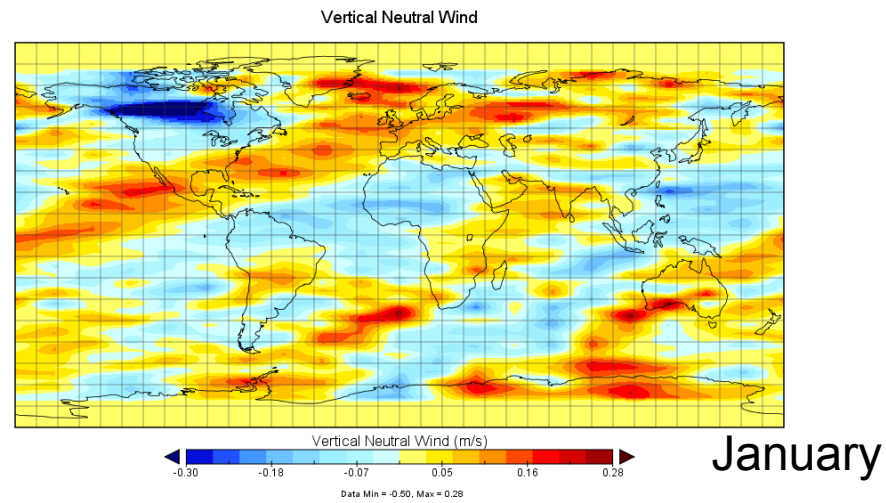 Vertical Neutral Wind
Vertical Neutral Wind (m/s)
-0.30 -0.18 -0.07 0.05 0.16 0.28
Data Min = -0.50, Max = 0.28
January